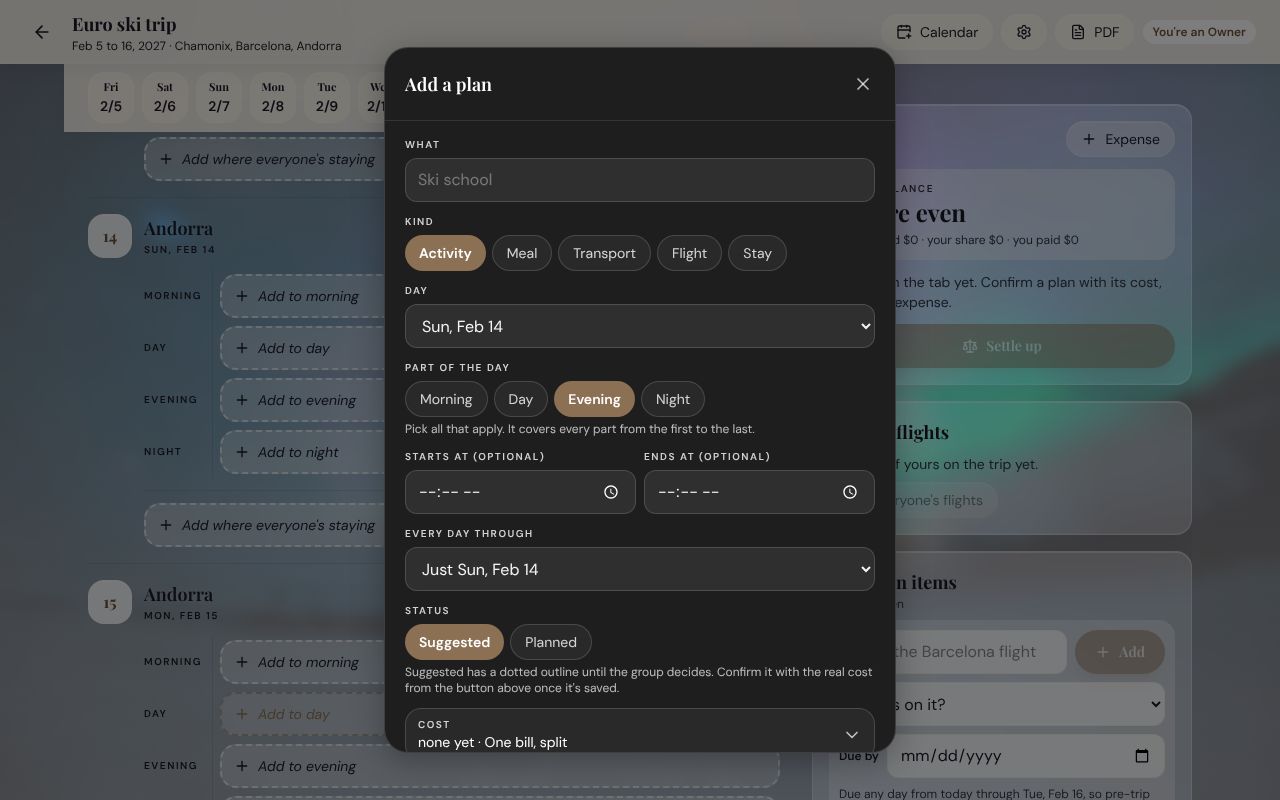 Euro ski trip
Feb 5 to 16, 2027 · Chamonix, Barcelona, Andorra
Calendar
PDF
You're an Owner
Fri
2/5
Sat
2/6
Sun
2/7
Mon
2/8
Tue
2/9
Add where everyone's staying
14
Andorra
SUN, FEB 14
MORNING
Add to morning
DAY
Add to day
EVENING
Add to evening
NIGHT
Add to night
Add where everyone's staying
15
Andorra
MON, FEB 15
MORNING
Add to morning
DAY
Add to day
EVENING
Add to evening
Add a plan
WHAT
Ski school
KIND
Activity
Meal
Transport
Flight
Stay
DAY
Sun, Feb 14
PART OF THE DAY
Morning
Day
Evening
Night
Pick all that apply. It covers every part from the first to the last.
STARTS AT (OPTIONAL)
ENDS AT (OPTIONAL)
--:-- --
--:-- --
EVERY DAY THROUGH
Just Sun, Feb 14
STATUS
Suggested
Planned
Suggested has a dotted outline until the group decides. Confirm it with the real cost
from the button above once it's saved.
COST
none yet · One bill, split
Expense
even
$0 · your share $0 · you paid $0
the tab yet. Confirm a plan with its cost,
expense.
Settle up
flights
yours on the trip yet.
flights
items
the Barcelona flight
Add
on it?
Due by
mm/dd/yyyy
Due any day from today through Tue, Feb 16, so pre-trip